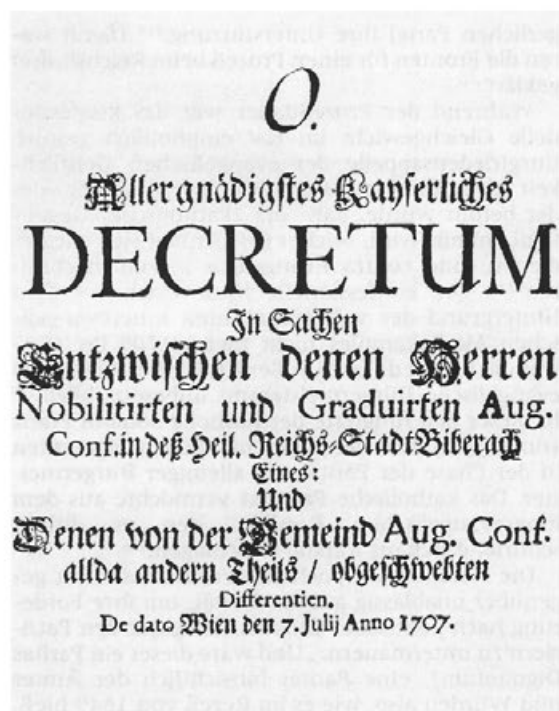 O.
Aller gnädigstes Kayserliches
DECRETUM
In Sachen
Entzwischen denen Herren
Nobilitirten und Graduirten Aug.
Conf. in deß Heil. Reichs-Stadt Biberach
Eines:
Und
Denen von der Gemeind Aug. Conf.
allda andern Theils / obgeschwebten
Differentien.
De dato Wien den 7. Julij Anno 1707.